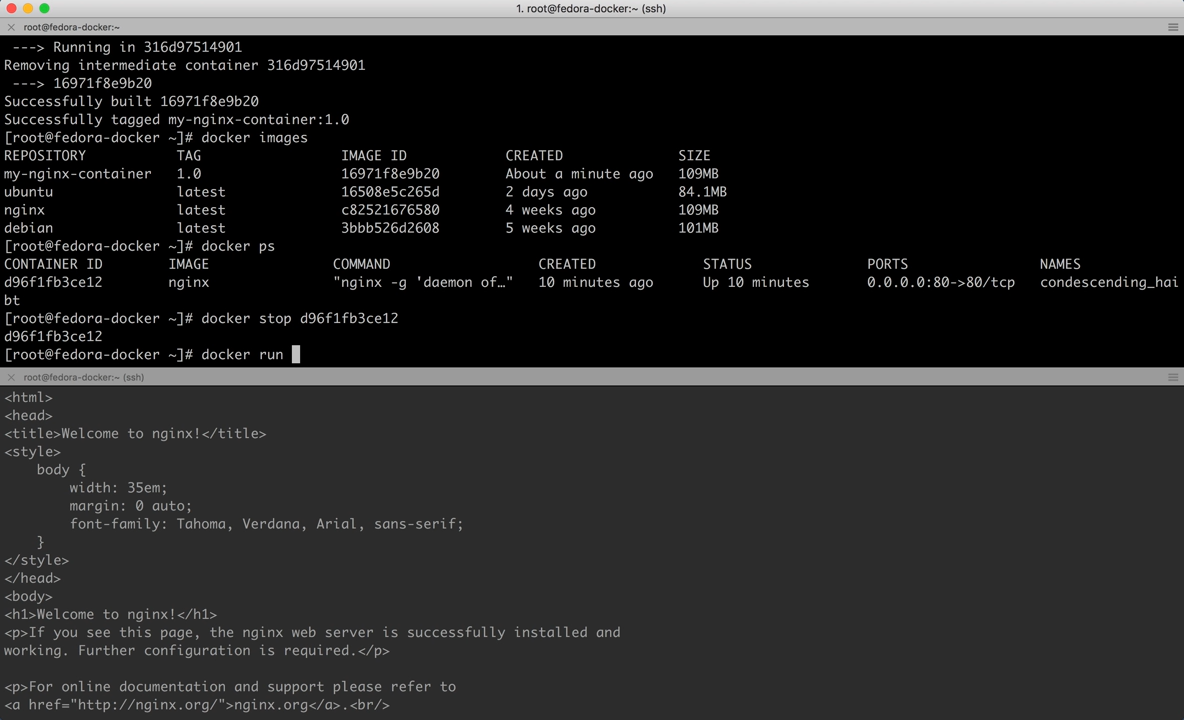 1. root@fedora-docker:~ (ssh)
root@fedora-docker:~
 ---> Running in 316d97514901
Removing intermediate container 316d97514901
 ---> 16971f8e9b20
Successfully built 16971f8e9b20
Successfully tagged my-nginx-container:1.0
[root@fedora-docker ~]# docker images
REPOSITORY           TAG                 IMAGE ID            CREATED              SIZE
my-nginx-container   1.0                 16971f8e9b20        About a minute ago   109MB
ubuntu               latest              16508e5c265d        2 days ago           84.1MB
nginx                latest              c82521676580        4 weeks ago          109MB
debian               latest              3bbb526d2608        5 weeks ago          101MB
[root@fedora-docker ~]# docker ps
CONTAINER ID        IMAGE               COMMAND                  CREATED             STATUS              PORTS                NAMES
d96f1fb3ce12        nginx               "nginx -g 'daemon of…"   10 minutes ago      Up 10 minutes       0.0.0.0:80->80/tcp   condescending_hai
bt
[root@fedora-docker ~]# docker stop d96f1fb3ce12
d96f1fb3ce12
[root@fedora-docker ~]# docker run
root@fedora-docker:~ (ssh)
<html>
<head>
<title>Welcome to nginx!</title>
<style>
    body {
        width: 35em;
        margin: 0 auto;
        font-family: Tahoma, Verdana, Arial, sans-serif;
    }
</style>
</head>
<body>
<h1>Welcome to nginx!</h1>
<p>If you see this page, the nginx web server is successfully installed and
working. Further configuration is required.</p>
<p>For online documentation and support please refer to
<a href="http://nginx.org/">nginx.org</a>.<br/>